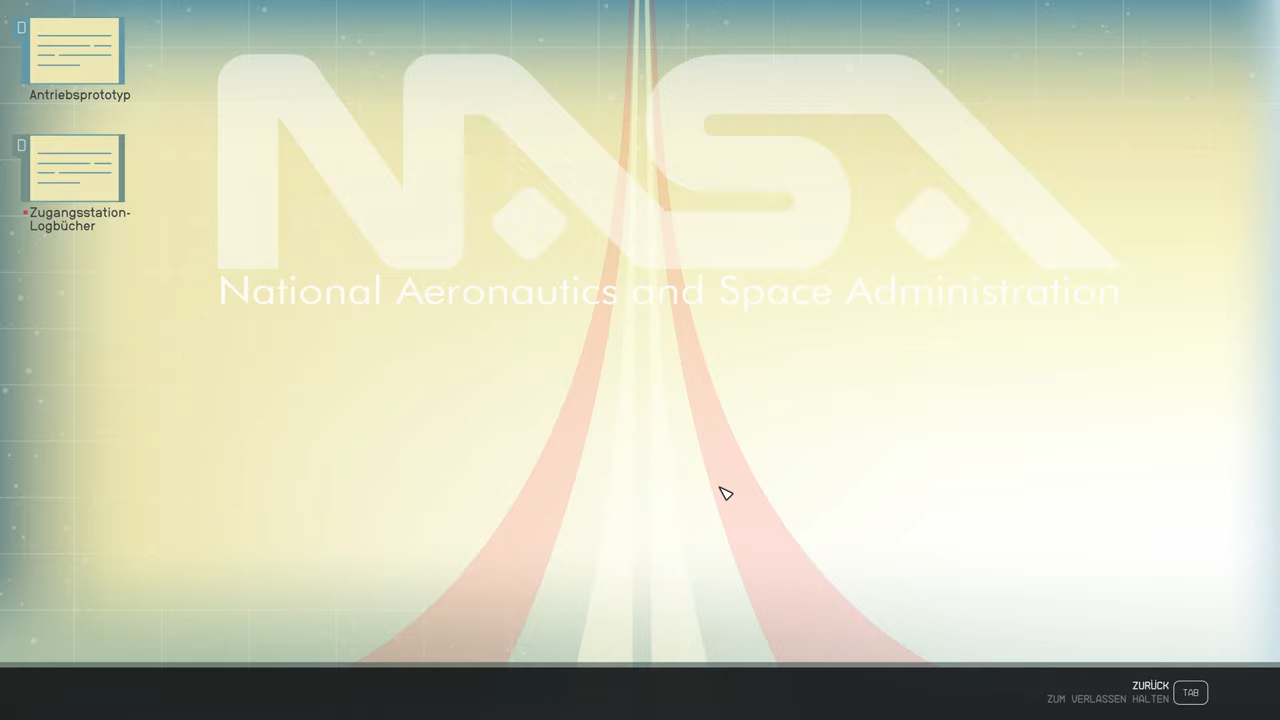 Antriebsprototyp
Zugangsstation-
Logbücher
NASA
National Aeronautics and Space Administration
ZURÜCK
ZUM VERLASSEN HALTEN
TAB